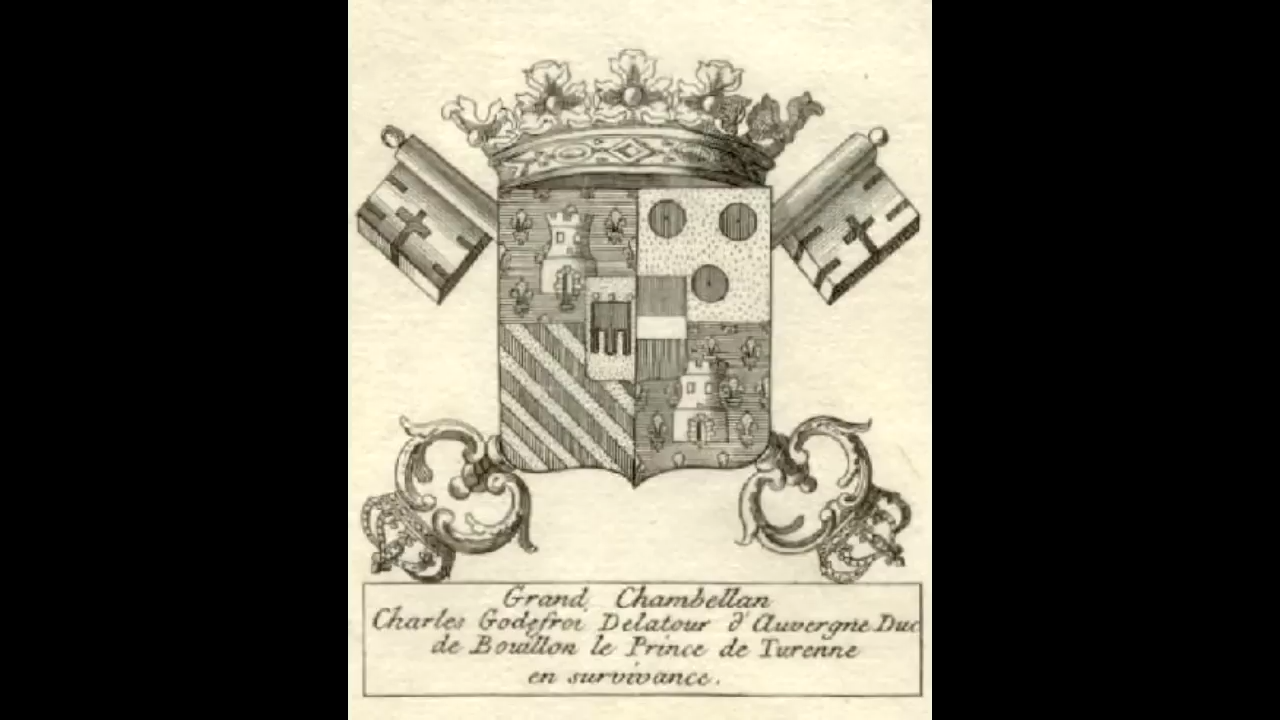 Grand Chambellan
Charles Godefroi Delatour d'Auvergne Duc
de Bouillon le Prince de Turenne
en survivance.